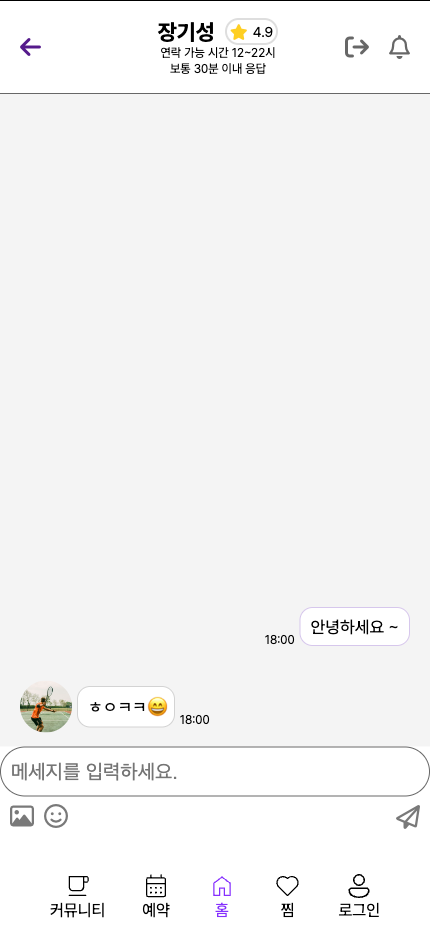 장기성 4.9
연락 가능 시간 12~22시
보통 30분 이내 응답
안녕하세요 ~
18:00
ㅎㅇㅋㅋ😄
18:00
메세지를 입력하세요.
커뮤니티 예약 홈 찜 로그인